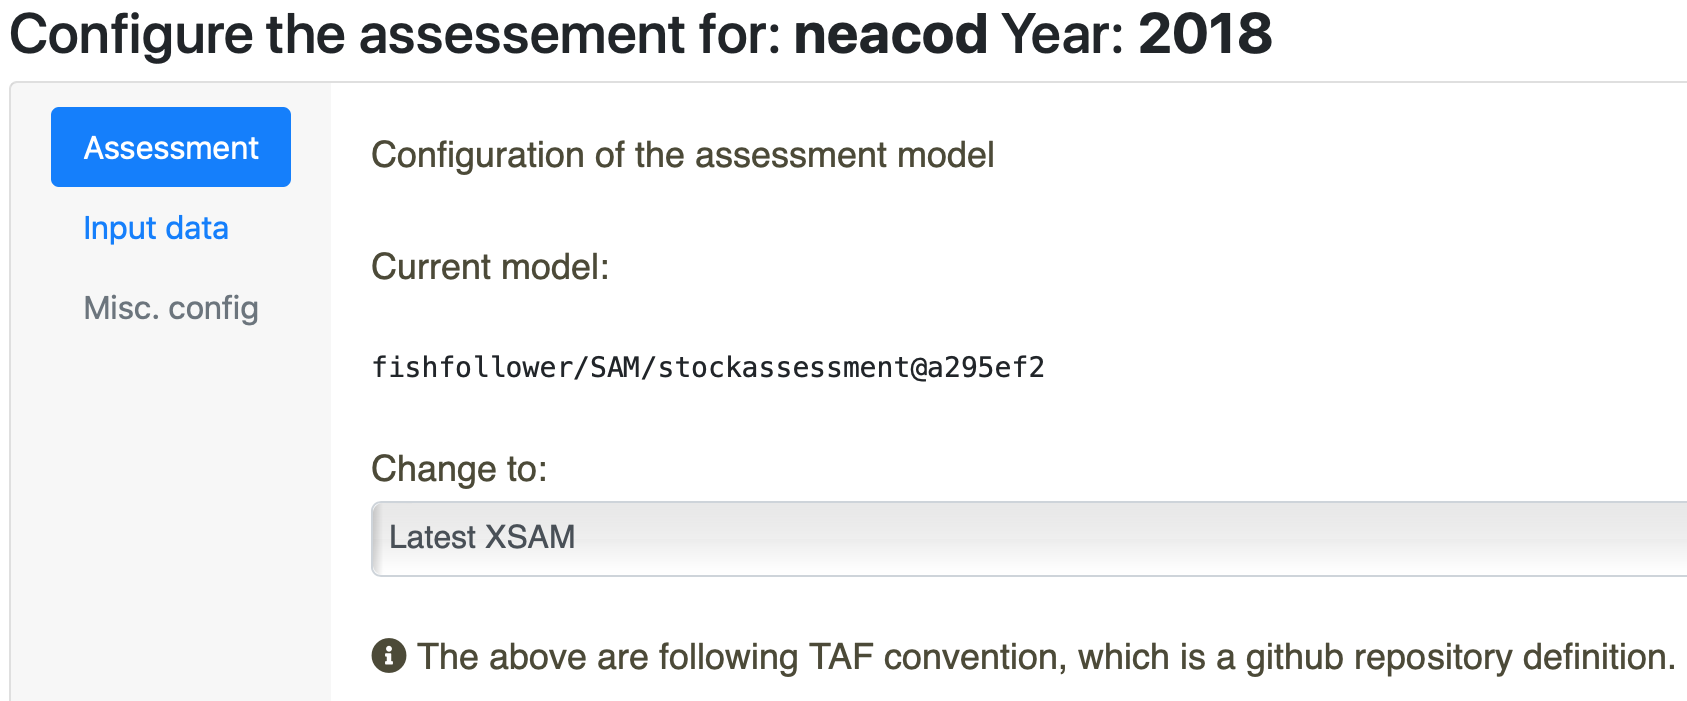 Configure the assessement for: neacod Year: 2018
Assessment
Input data
Misc. config
Configuration of the assessment model
Current model:
fishfollower/SAM/stockassessment@a295ef2
Change to:
Latest XSAM
The above are following TAF convention, which is a github repository definition.